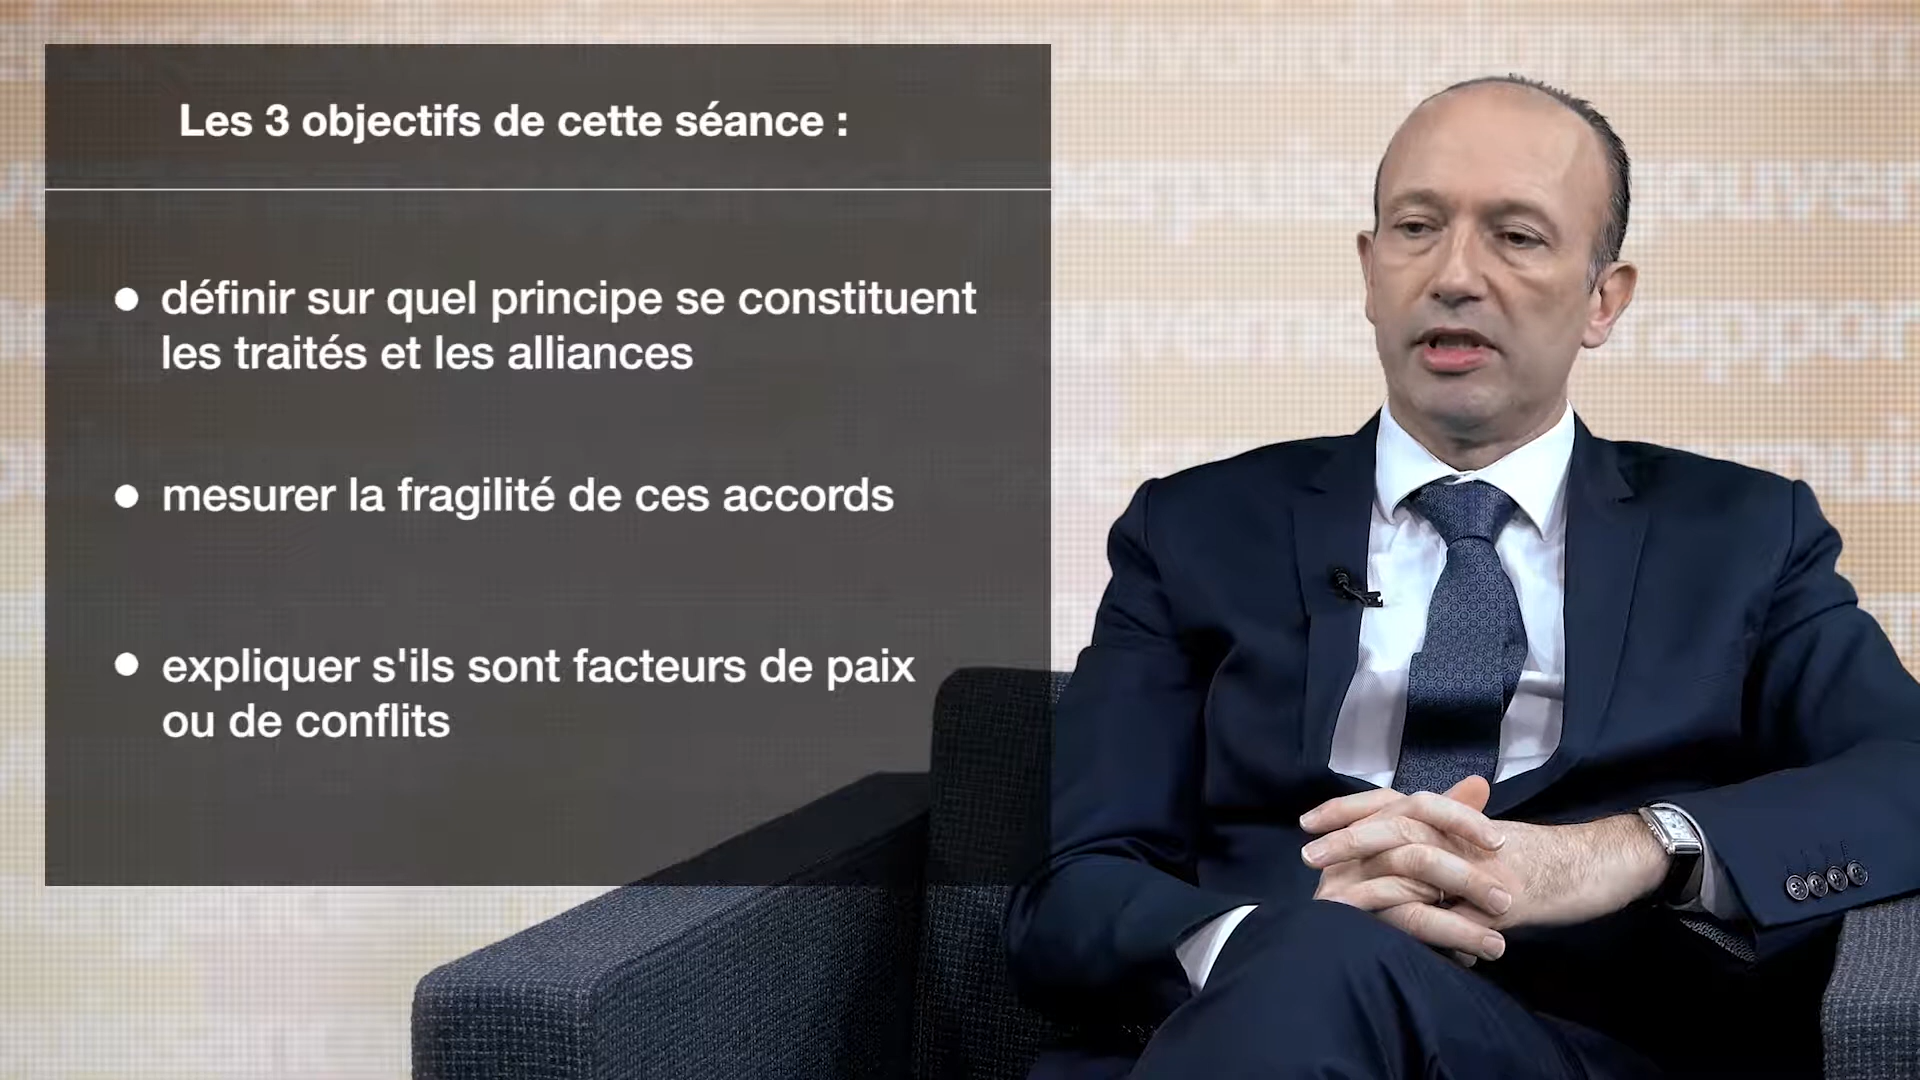 Les 3 objectifs de cette séance :
● définir sur quel principe se constituent
les traités et les alliances
● mesurer la fragilité de ces accords
● expliquer s'ils sont facteurs de paix
ou de conflits